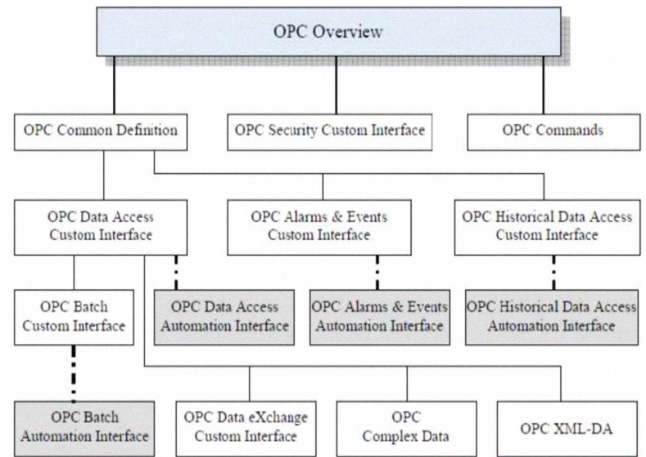 OPC Overview
OPC Common Definition
OPC Security Custom Interface
OPC Commands
OPC Data Access
Custom Interface
OPC Alarms & Events
Custom Interface
OPC Historical Data Access
Custom Interface
OPC Batch
Custom Interface
OPC Data Access
Automation Interface
OPC Alarms & Events
Automation Interface
OPC Historical Data Access
Automation Interface
OPC Batch
Automation Interface
OPC Data eXchange
Custom Interface
OPC
Complex Data
OPC XML-DA